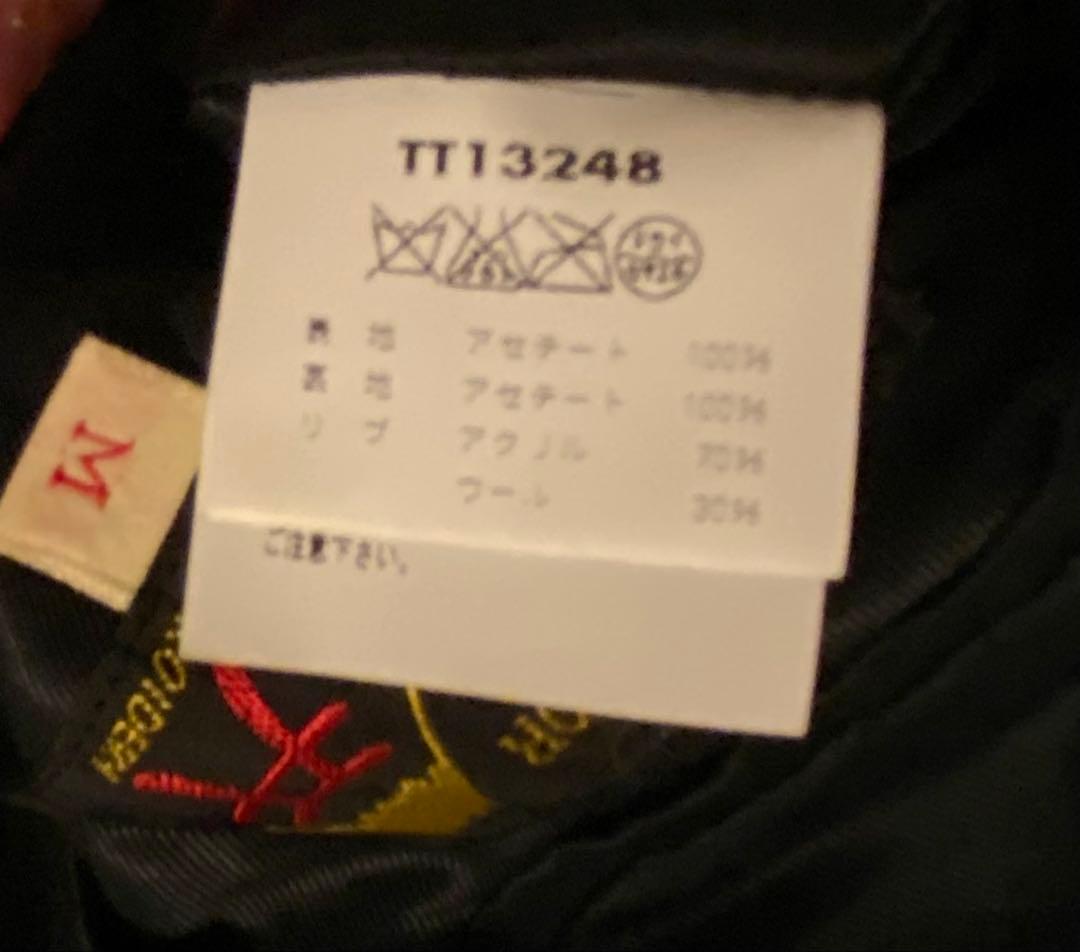 TT13248
表 地 アセテート 100%
裏 地 アセテート 100%
リ ブ アクリル 70%
ウール 30%
ご注意下さい。
M